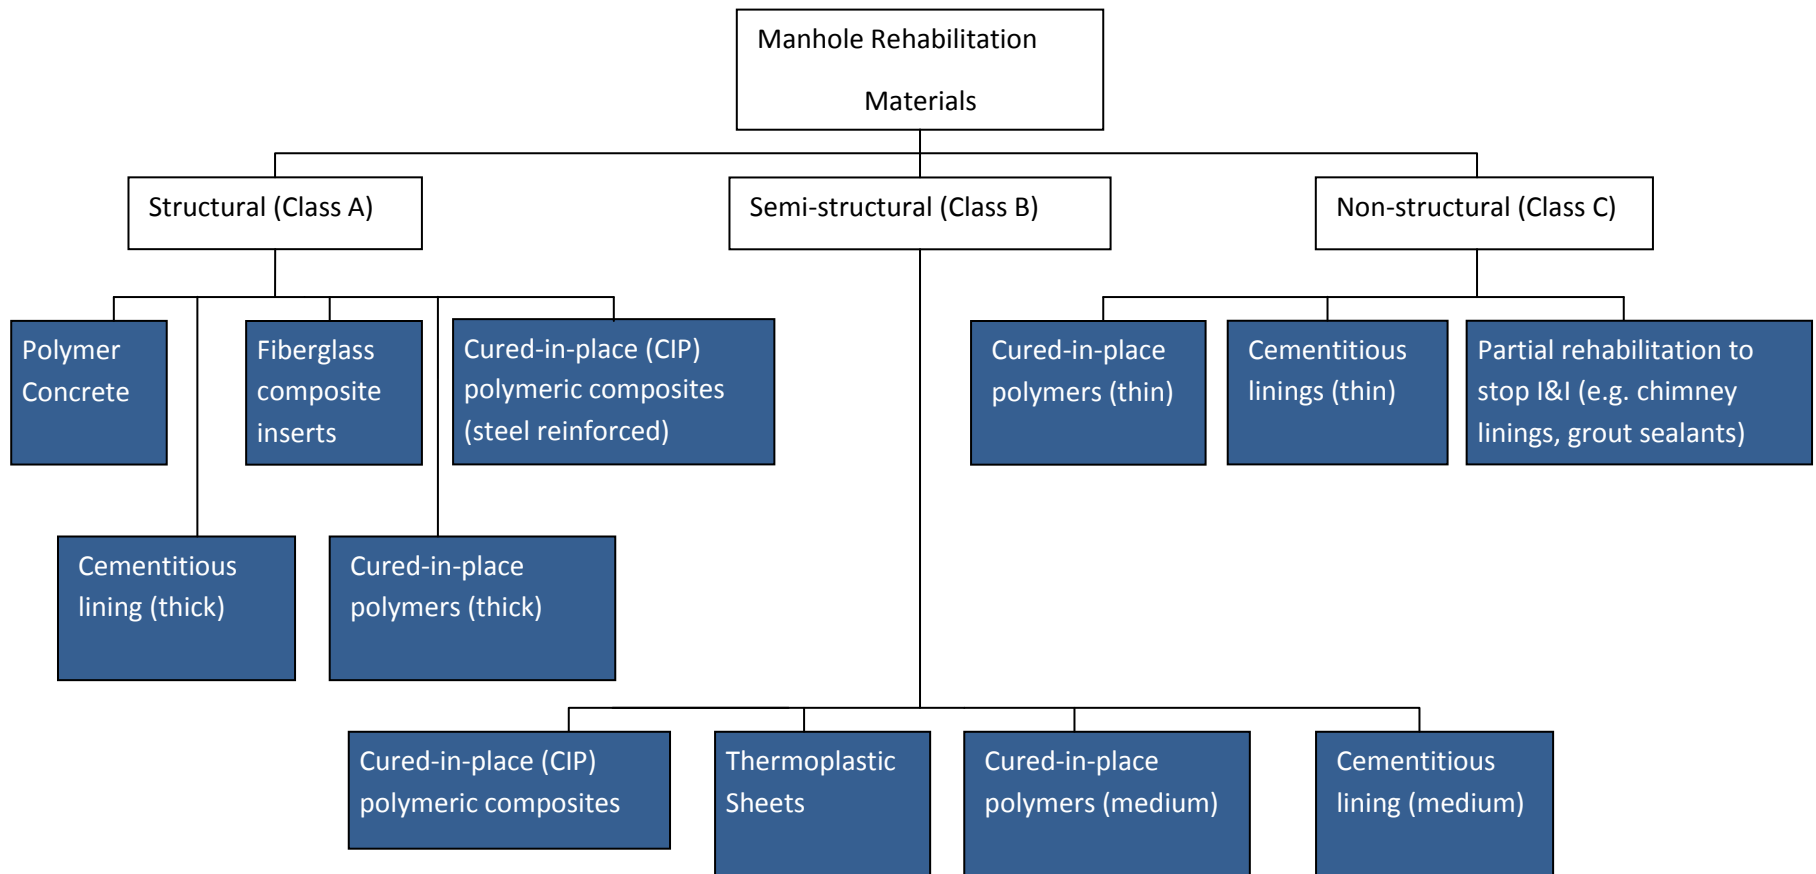 Manhole Rehabilitation
Materials
Structural (Class A)
Semi-structural (Class B)
Non-structural (Class C)
Polymer
Concrete
Fiberglass
composite
inserts
Cured-in-place (CIP)
polymeric composites
(steel reinforced)
Cured-in-place
polymers (thin)
Cementitious
linings (thin)
Partial rehabilitation to
stop I&I (e.g. chimney
linings, grout sealants)
Cementitious
lining (thick)
Cured-in-place
polymers (thick)
Cured-in-place (CIP)
polymeric composites
Thermoplastic
Sheets
Cured-in-place
polymers (medium)
Cementitious
lining (medium)